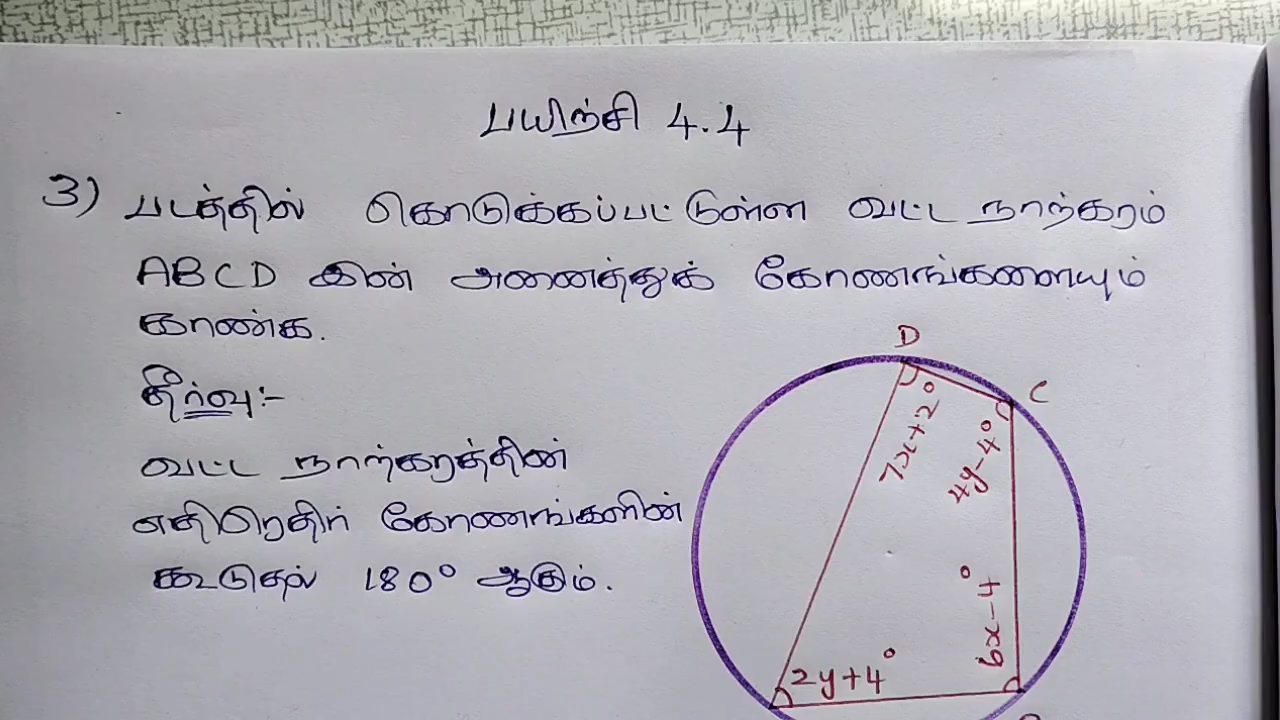 பயிற்சி 4.4
3) படத்தில் கொடுக்கப்பட்டுள்ள வட்ட நாற்கரம்
ABCD இன் அனைத்துக் கோணங்களையும்
காண்க.
தீர்வு:-
வட்ட நாற்கரத்தின்
எதிரெதிர் கோணங்களின்
கூடுதல் 180° ஆகும்.
D
C
7x+2°
4y-4°
6x-4°
2y+4°